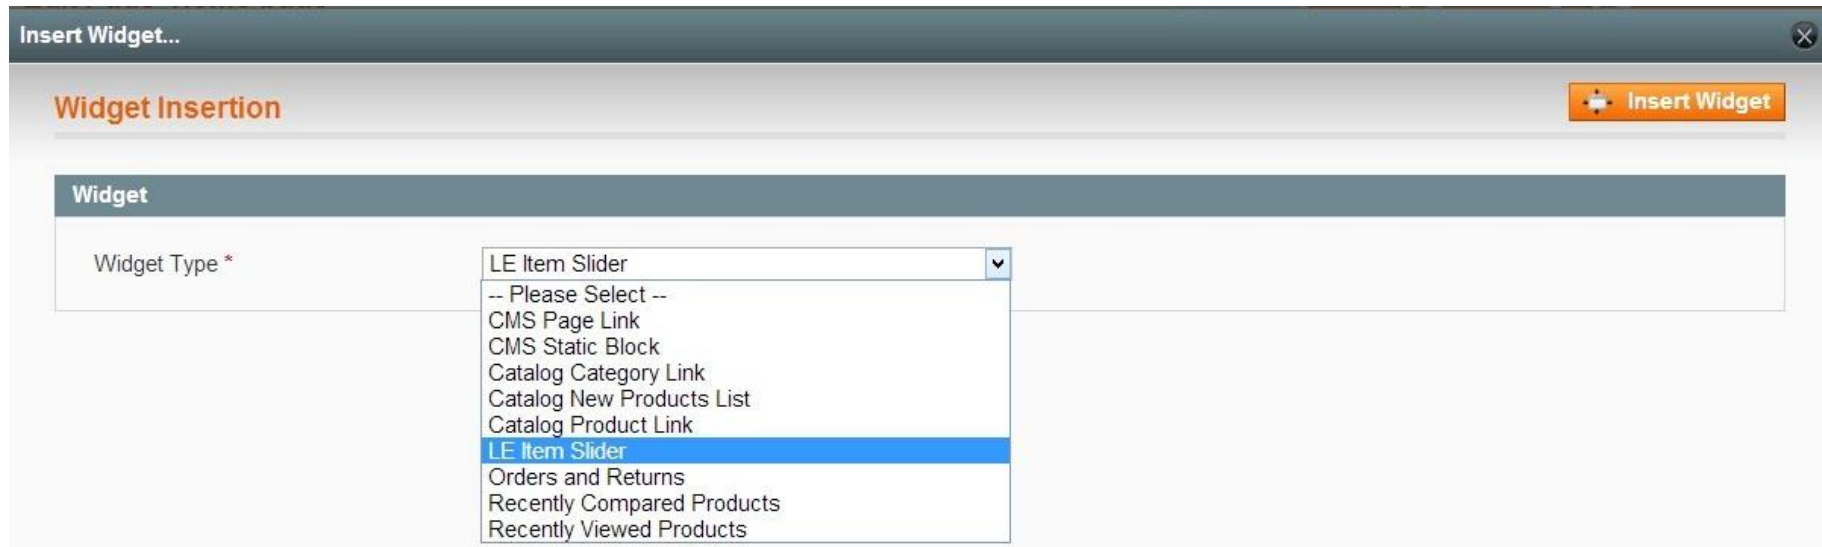 Insert Widget...
Widget Insertion
Insert Widget
Widget
Widget Type *
LE Item Slider
-- Please Select --
CMS Page Link
CMS Static Block
Catalog Category Link
Catalog New Products List
Catalog Product Link
LE Item Slider
Orders and Returns
Recently Compared Products
Recently Viewed Products